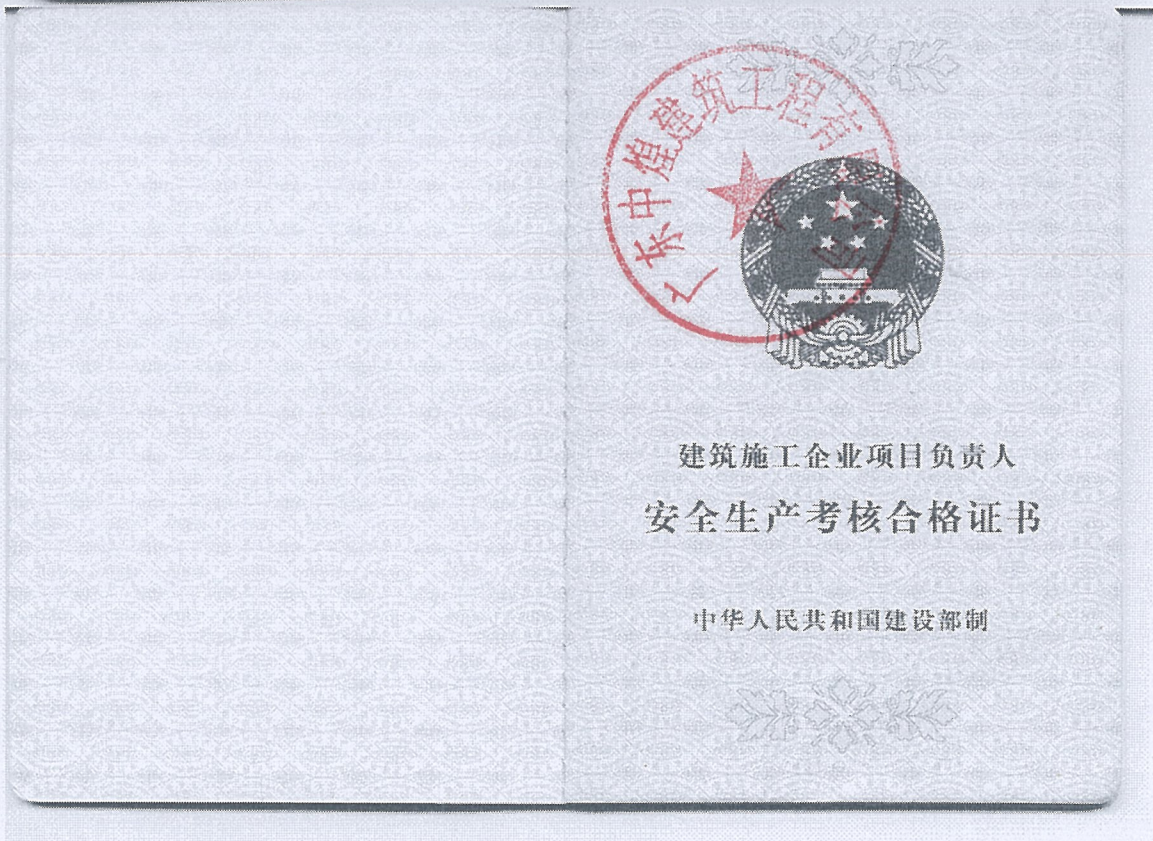 广东中煌建筑工程有限公司
建筑施工企业项目负责人
安全生产考核合格证书
中华人民共和国建设部制